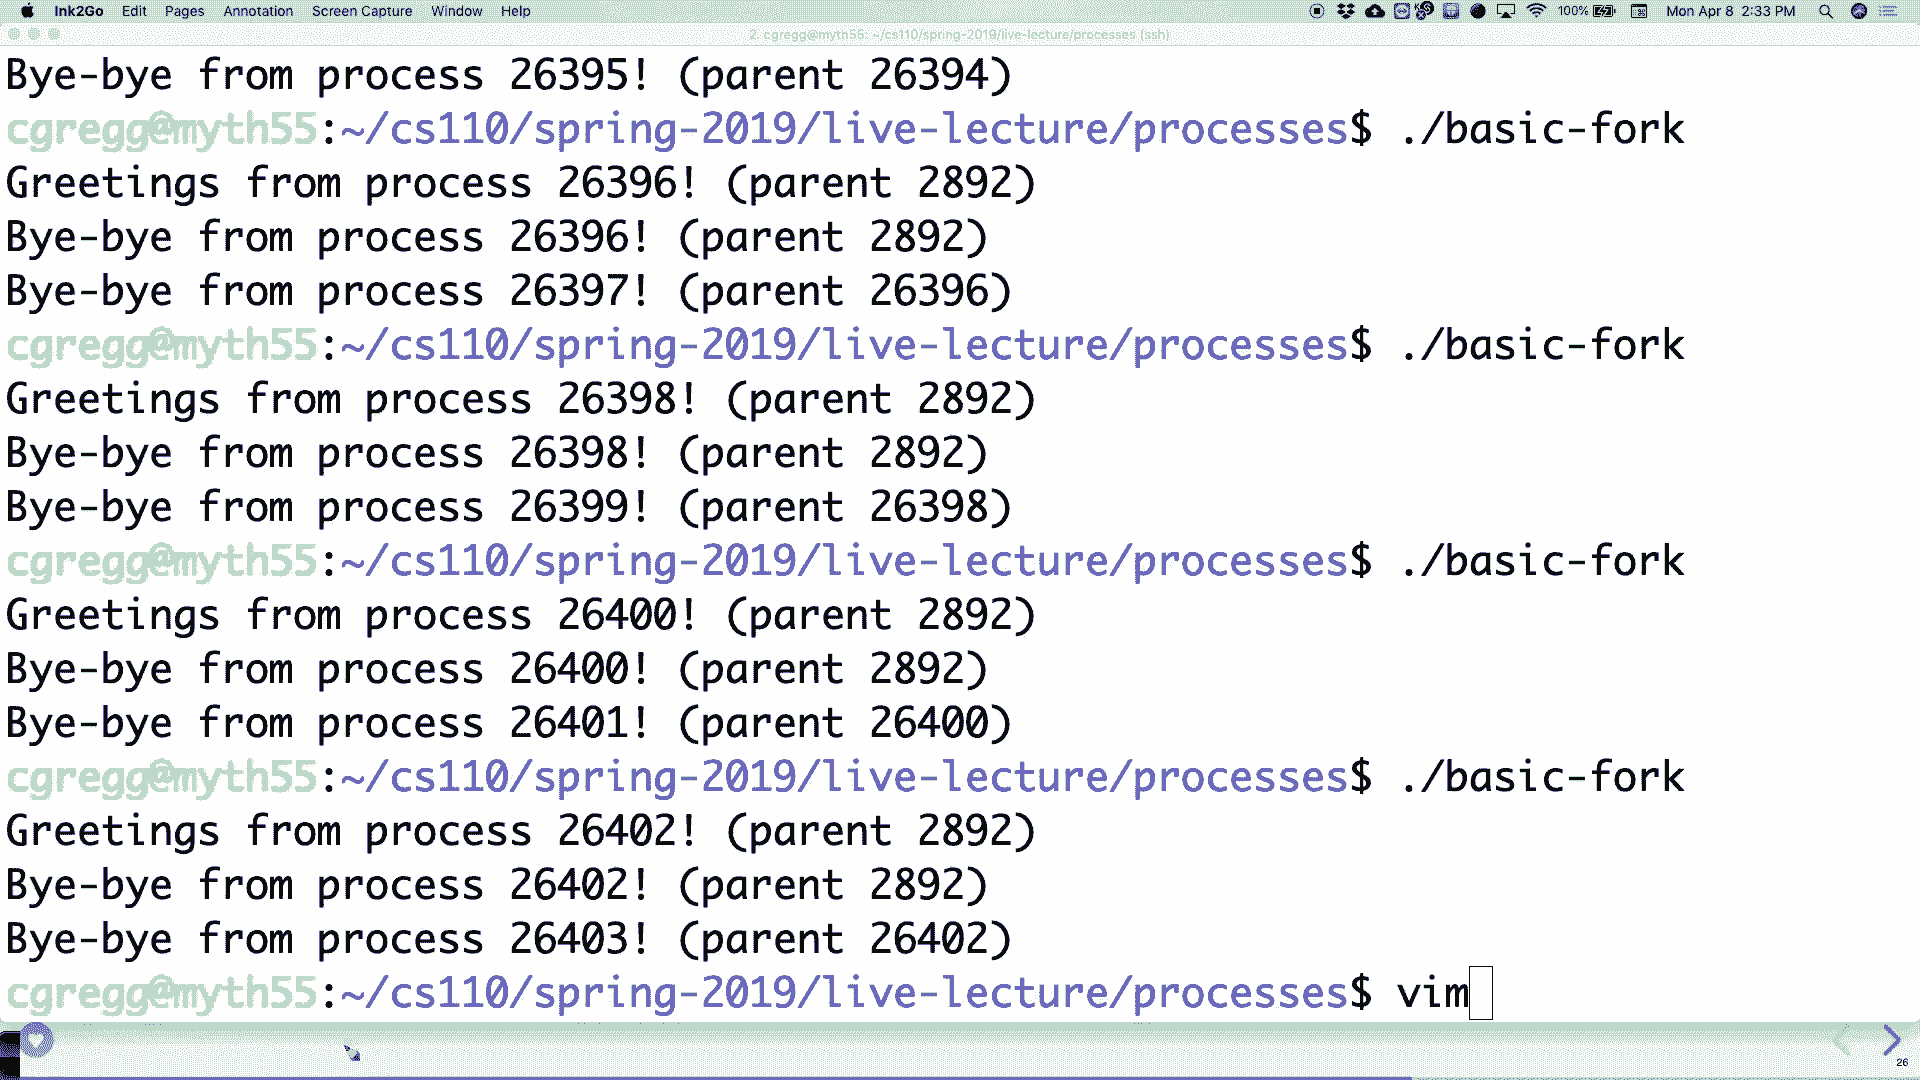 Ink2Go Edit Pages Annotation Screen Capture Window Help 100% Mon Apr 8 2:33 PM
2. cgregg@myth55: ~/cs110/spring-2019/live-lecture/processes (ssh)
Bye-bye from process 26395! (parent 26394)
cgregg@myth55:~/cs110/spring-2019/live-lecture/processes$ ./basic-fork
Greetings from process 26396! (parent 2892)
Bye-bye from process 26396! (parent 2892)
Bye-bye from process 26397! (parent 26396)
cgregg@myth55:~/cs110/spring-2019/live-lecture/processes$ ./basic-fork
Greetings from process 26398! (parent 2892)
Bye-bye from process 26398! (parent 2892)
Bye-bye from process 26399! (parent 26398)
cgregg@myth55:~/cs110/spring-2019/live-lecture/processes$ ./basic-fork
Greetings from process 26400! (parent 2892)
Bye-bye from process 26400! (parent 2892)
Bye-bye from process 26401! (parent 26400)
cgregg@myth55:~/cs110/spring-2019/live-lecture/processes$ ./basic-fork
Greetings from process 26402! (parent 2892)
Bye-bye from process 26402! (parent 2892)
Bye-bye from process 26403! (parent 26402)
cgregg@myth55:~/cs110/spring-2019/live-lecture/processes$ vim
26